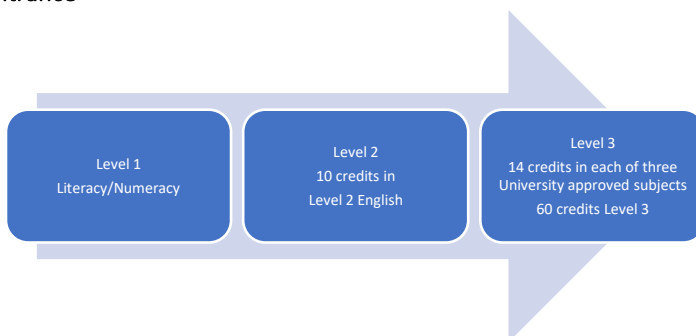 Level 1
Literacy/Numeracy
Level 2
10 credits in
Level 2 English
Level 3
14 credits in each of three
University approved subjects
60 credits Level 3